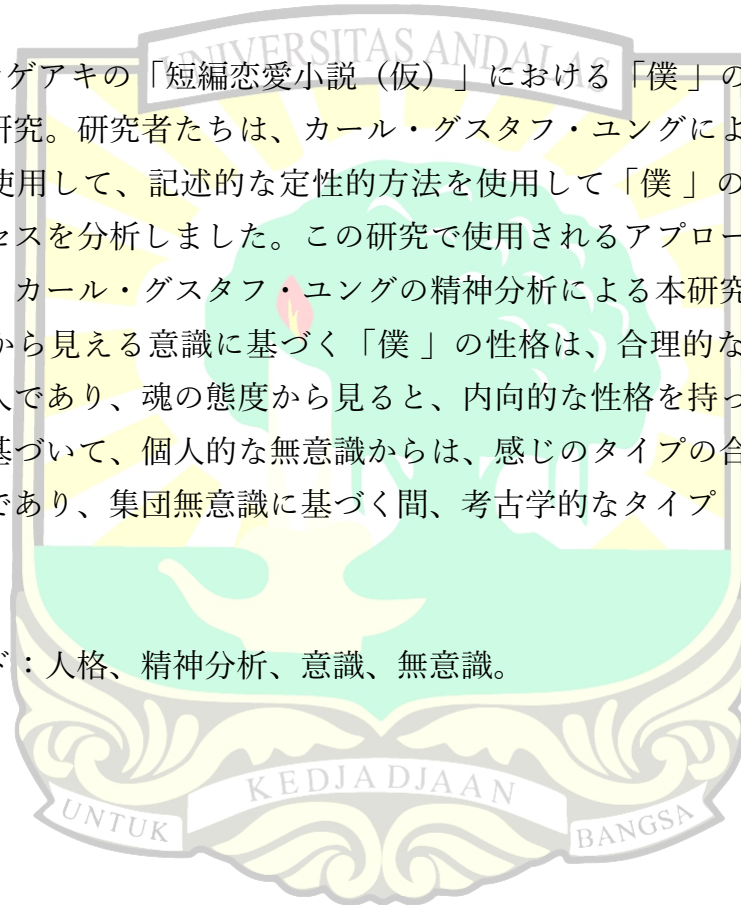 UNIVERSITAS ANDALAS
ゲアキの「短編恋愛小説（仮）」における「僕 」の
研究。研究者たちは、カール・グスタフ・ユングによ
使用して、記述的な定性的方法を使用して「僕 」の
セスを分析しました。この研究で使用されるアプロー
カール・グスタフ・ユングの精神分析による本研究
から見える意識に基づく「僕 」の性格は、合理的な
人であり、魂の態度から見ると、内向的な性格を持っ
基づいて、個人的な無意識からは、感じのタイプの合
であり、集団無意識に基づく間、考古学的なタイプ
ド：人格、精神分析、意識、無意識。
KEDJADJAAN
UNTUK
BANGSA